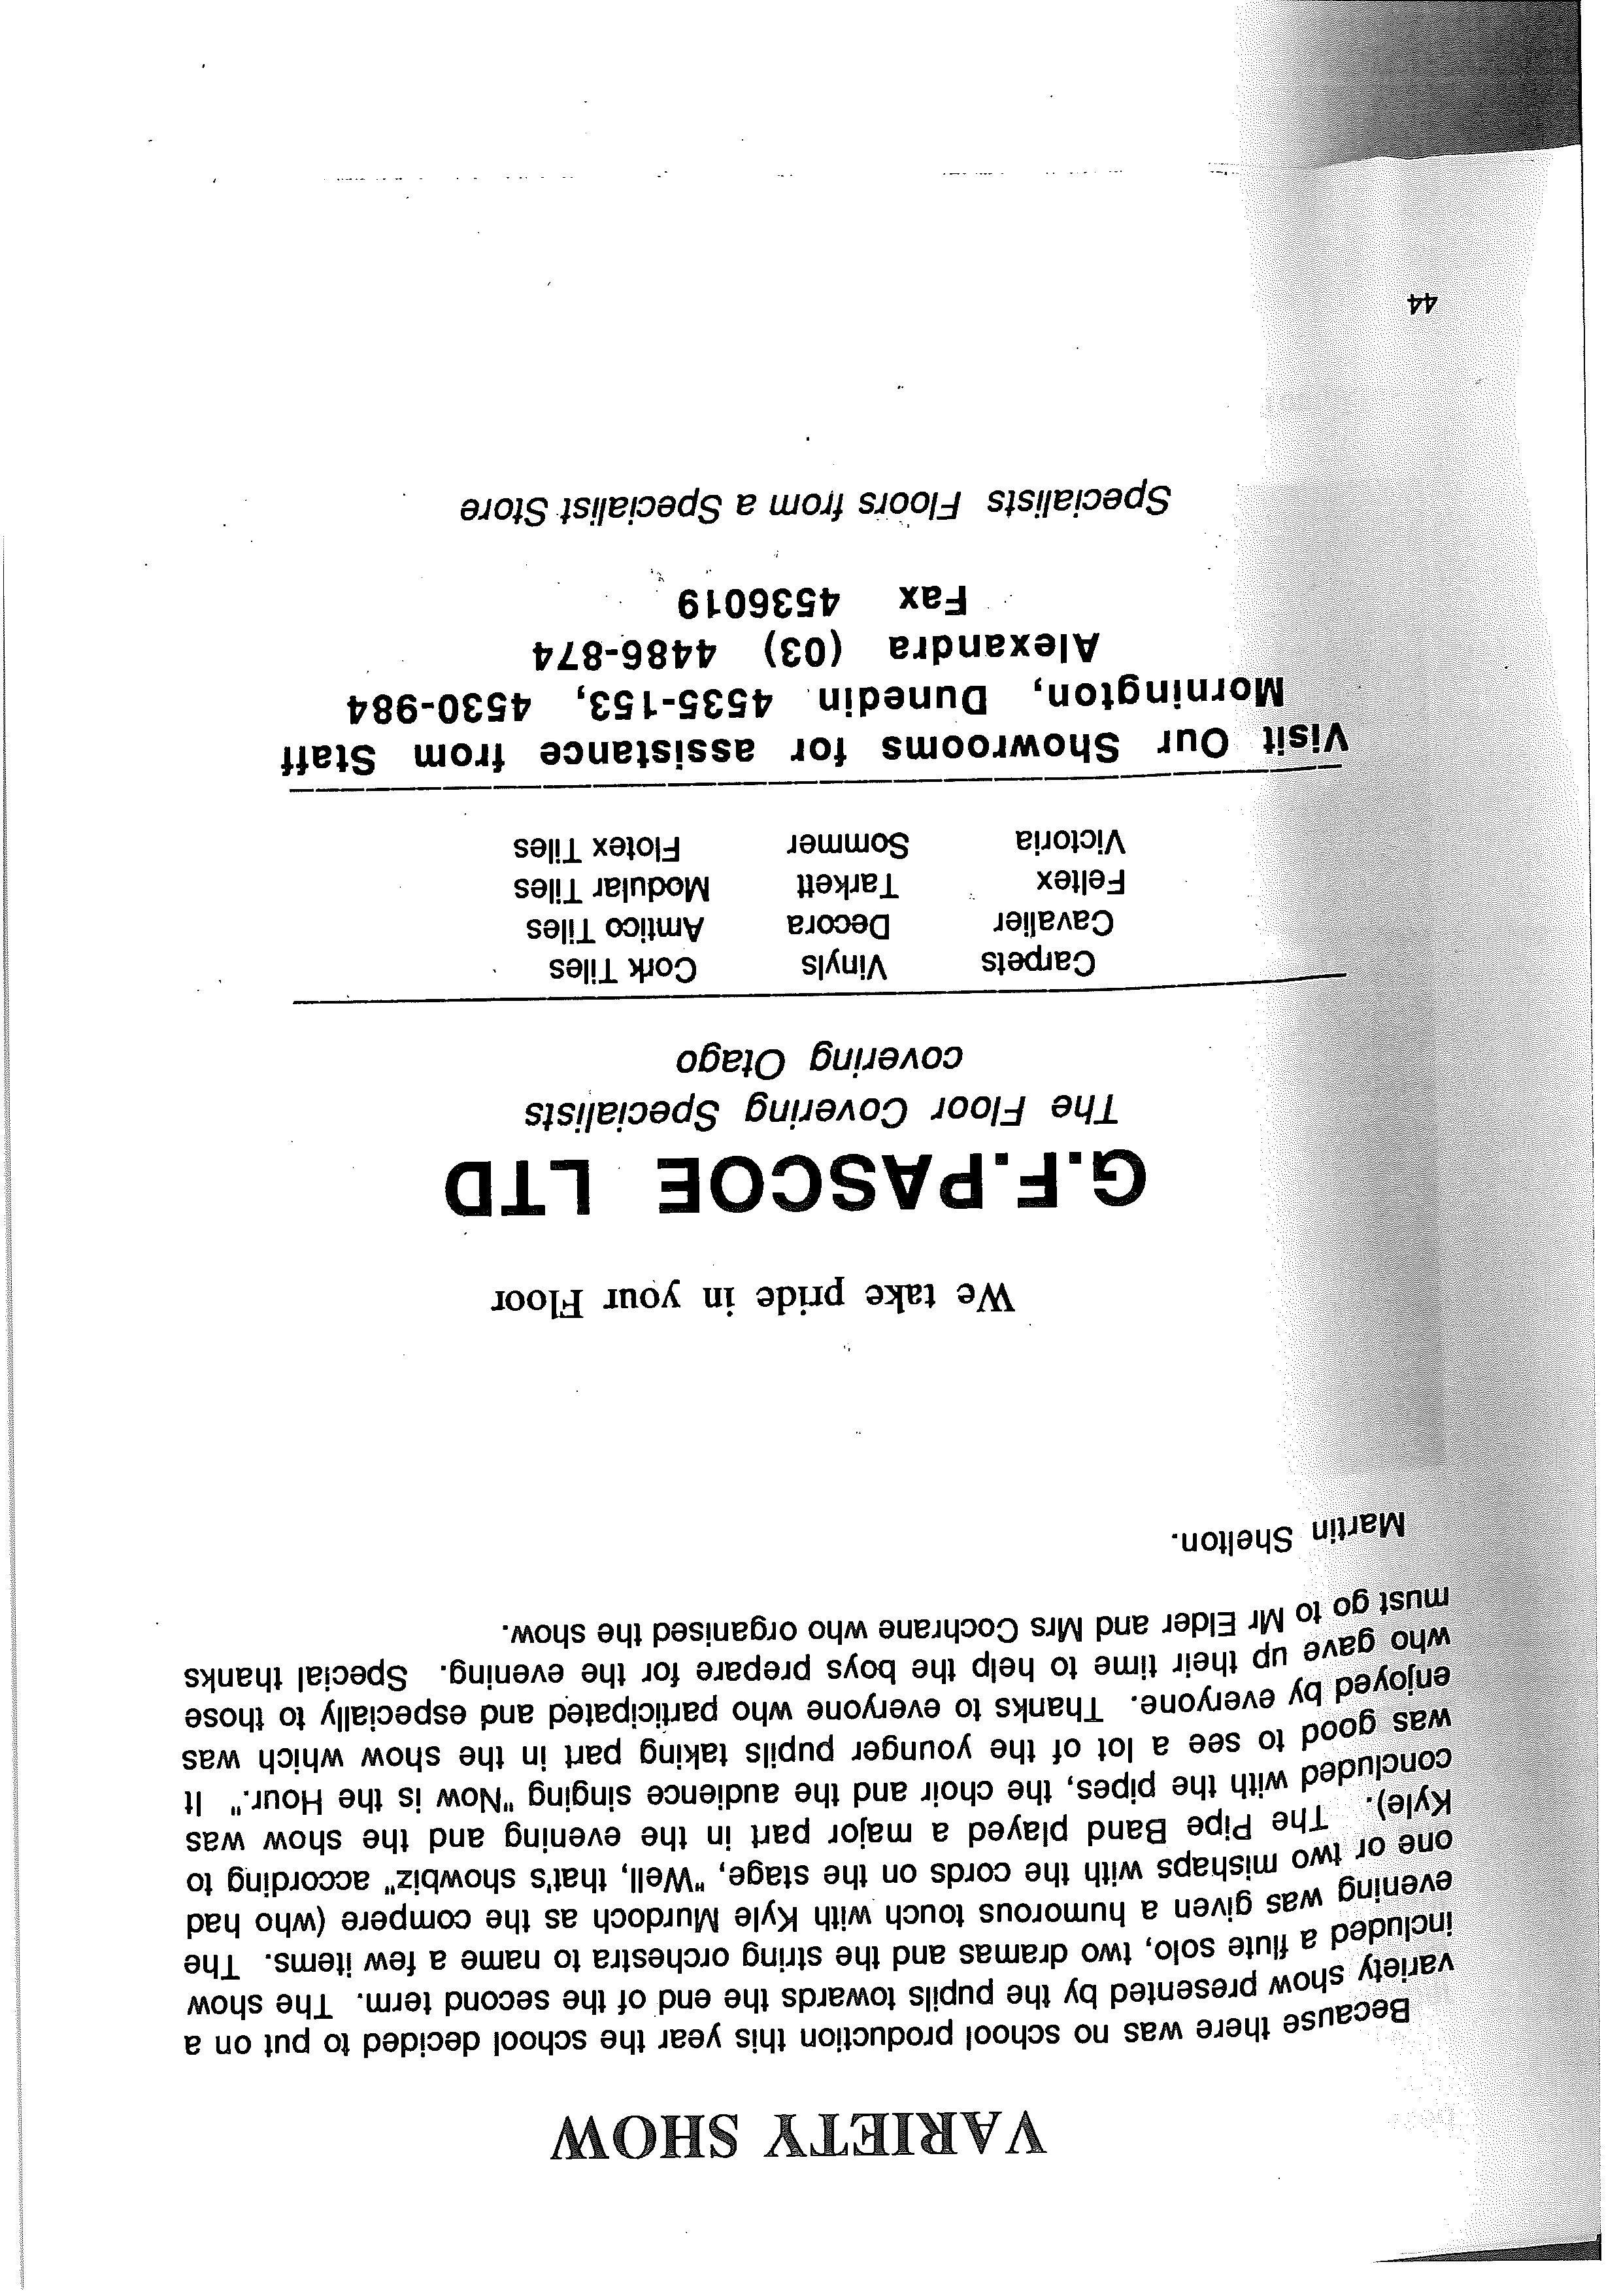 VARIETY SHOW
Because there was no school production this year the school decided to put on a
variety show presented by the pupils towards the end of the second term. The show
included a flute solo, two dramas and the string orchestra to name a few items. The
evening was given a humorous touch with Kyle Murdoch as the compere (who had
one or two mishaps with the cords on the stage, "Well, that's showbiz" according to
Kyle). The Pipe Band played a major part in the evening and the show was
concluded with the pipes, the choir and the audience singing "Now is the Hour." It
was good to see a lot of the younger pupils taking part in the show which was
enjoyed by everyone. Thanks to everyone who participated and especially to those
who gave up their time to help the boys prepare for the evening. Special thanks
must go to Mr Elder and Mrs Cochrane who organised the show.
Martin Shelton.
We take pride in your Floor
G.F.PASCOE LTD
The Floor Covering Specialists
covering Otago
Carpets Vinyls Cork Tiles
Cavalier Decora Amtico Tiles
Feltex Tarkett Modular Tiles
Victoria Sommer Flotex Tiles
Visit Our Showrooms for assistance from Staff
Mornington, Dunedin 4535-153, 4530-984
Alexandra (03) 4486-874
Fax 4536019
Specialists Floors from a Specialist Store
44